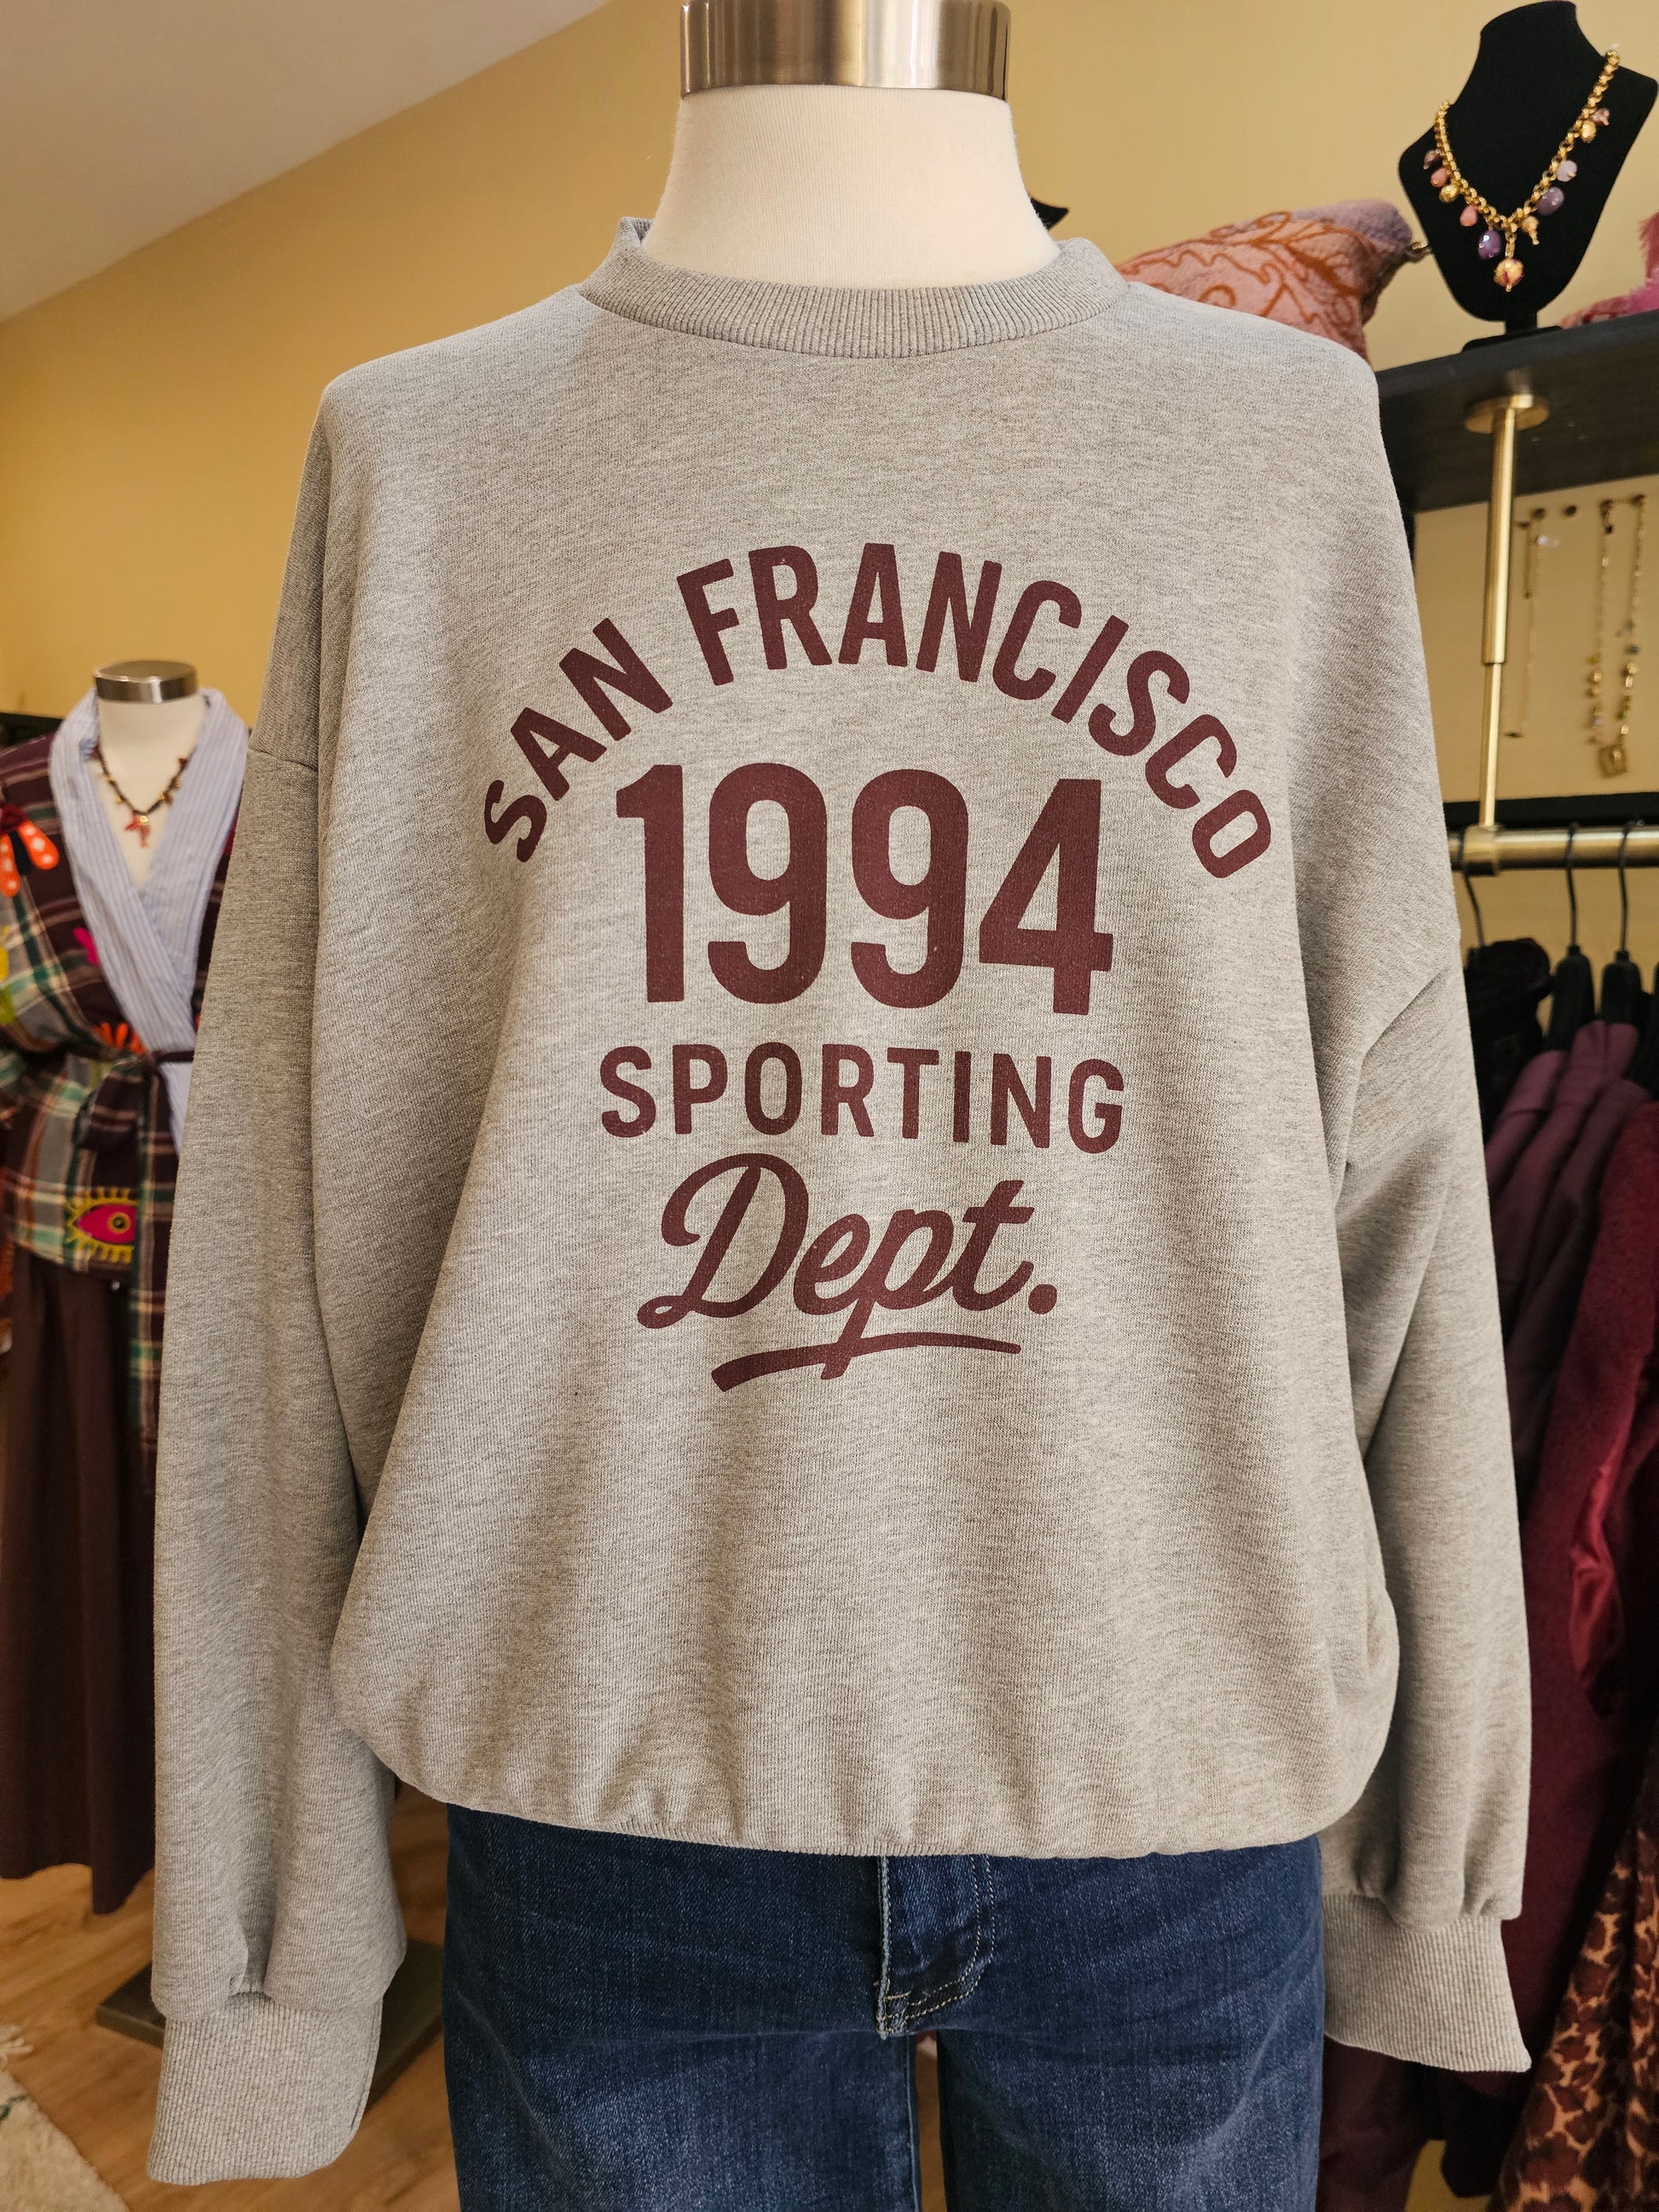 SAN FRANCISCO
1994
SPORTING
Dept.